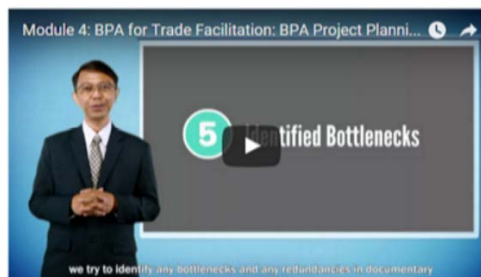 Module 4: BPA for Trade Facilitation: BPA Project Planni...
5 Identified Bottlenecks
we try to identify any bottlenecks and any redundancies in documentary